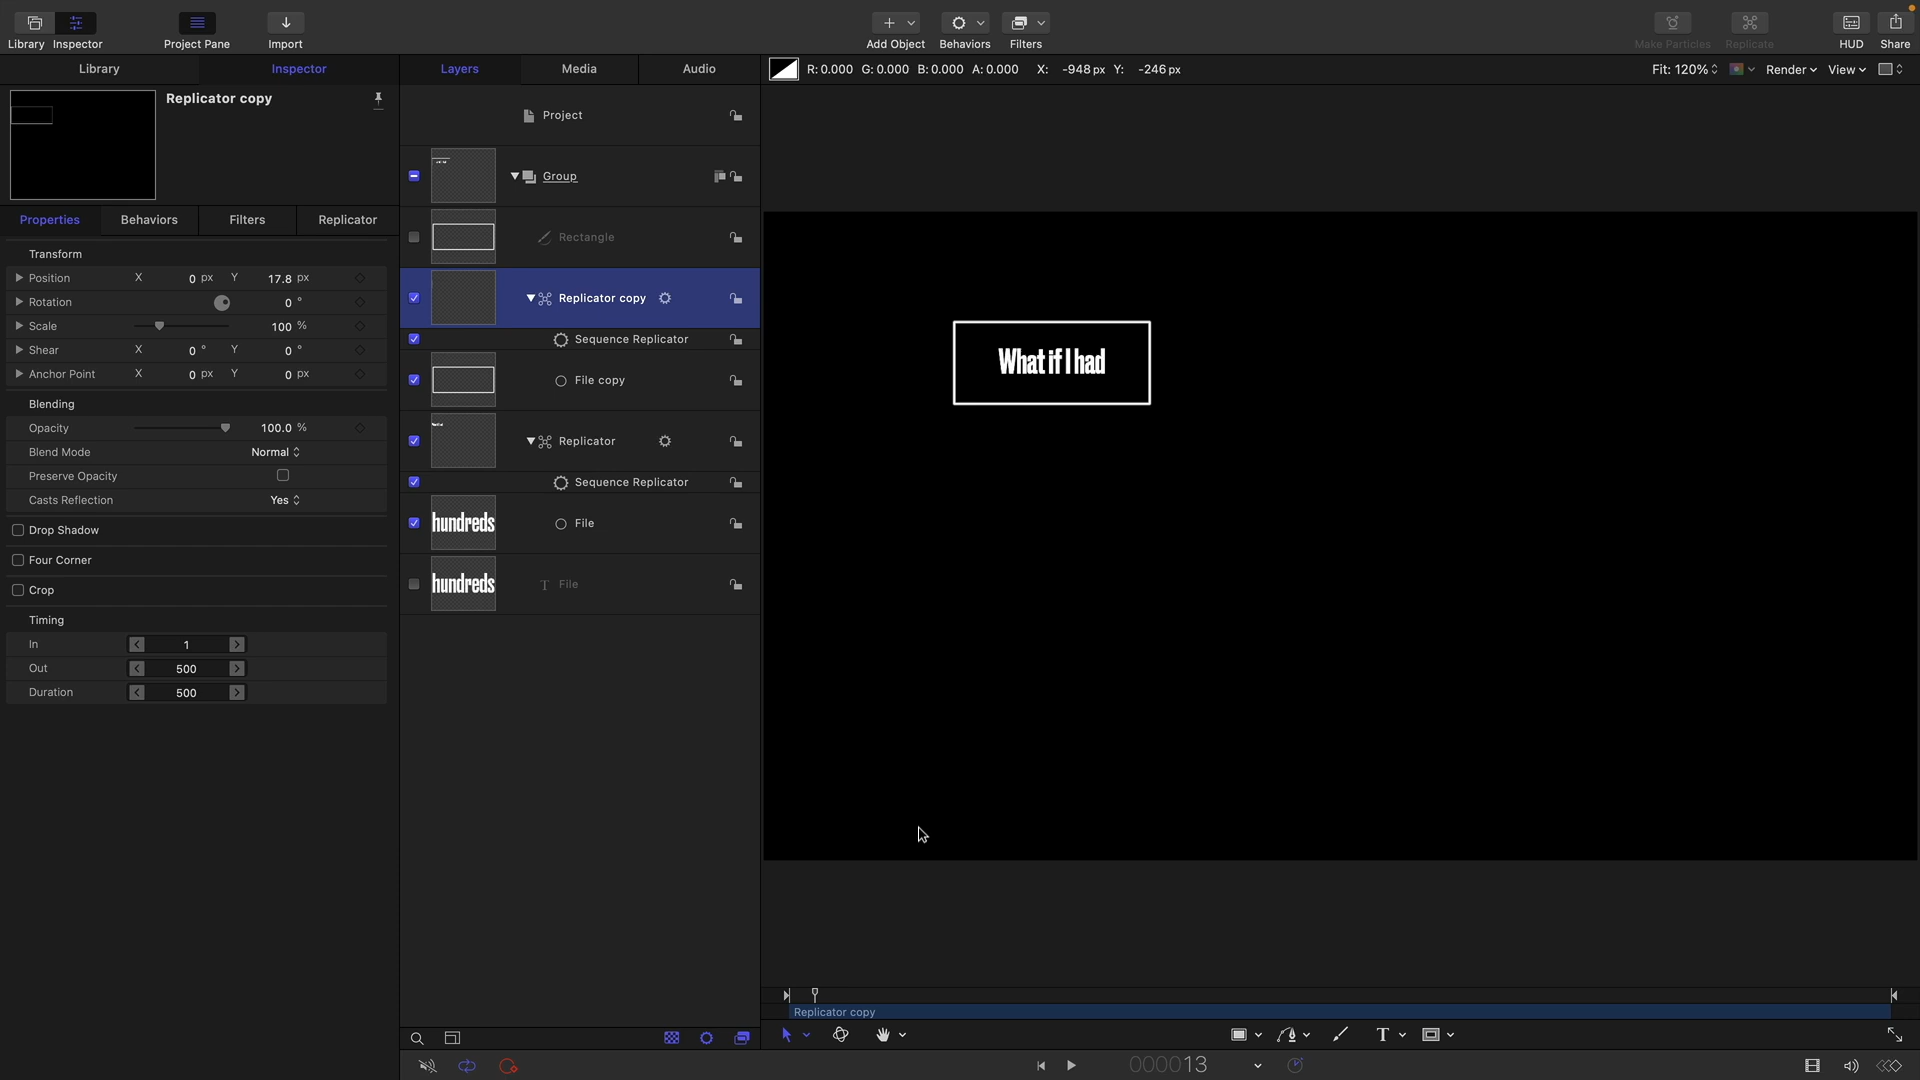 Library Inspector
Project Pane
Import
Add Object
Behaviors
Filters
Make Particles
Replicate
HUD
Share
Library
Inspector
Layers
Media
Audio
R: 0.000 G: 0.000 B: 0.000 A: 0.000 X: -948 px Y: -246 px
Fit: 120%
Render
View
Replicator copy
Properties
Behaviors
Filters
Replicator
Transform
Position X 0 px Y 17.8 px
Rotation 0 °
Scale 100 %
Shear X 0 ° Y 0 °
Anchor Point X 0 px Y 0 px
Blending
Opacity 100.0 %
Blend Mode Normal
Preserve Opacity
Casts Reflection Yes
Drop Shadow
Four Corner
Crop
Timing
In 1
Out 500
Duration 500
Project
Group
Rectangle
Replicator copy
Sequence Replicator
File copy
Replicator
Sequence Replicator
hundreds File
hundreds T File
What if I had
Replicator copy
T
000013